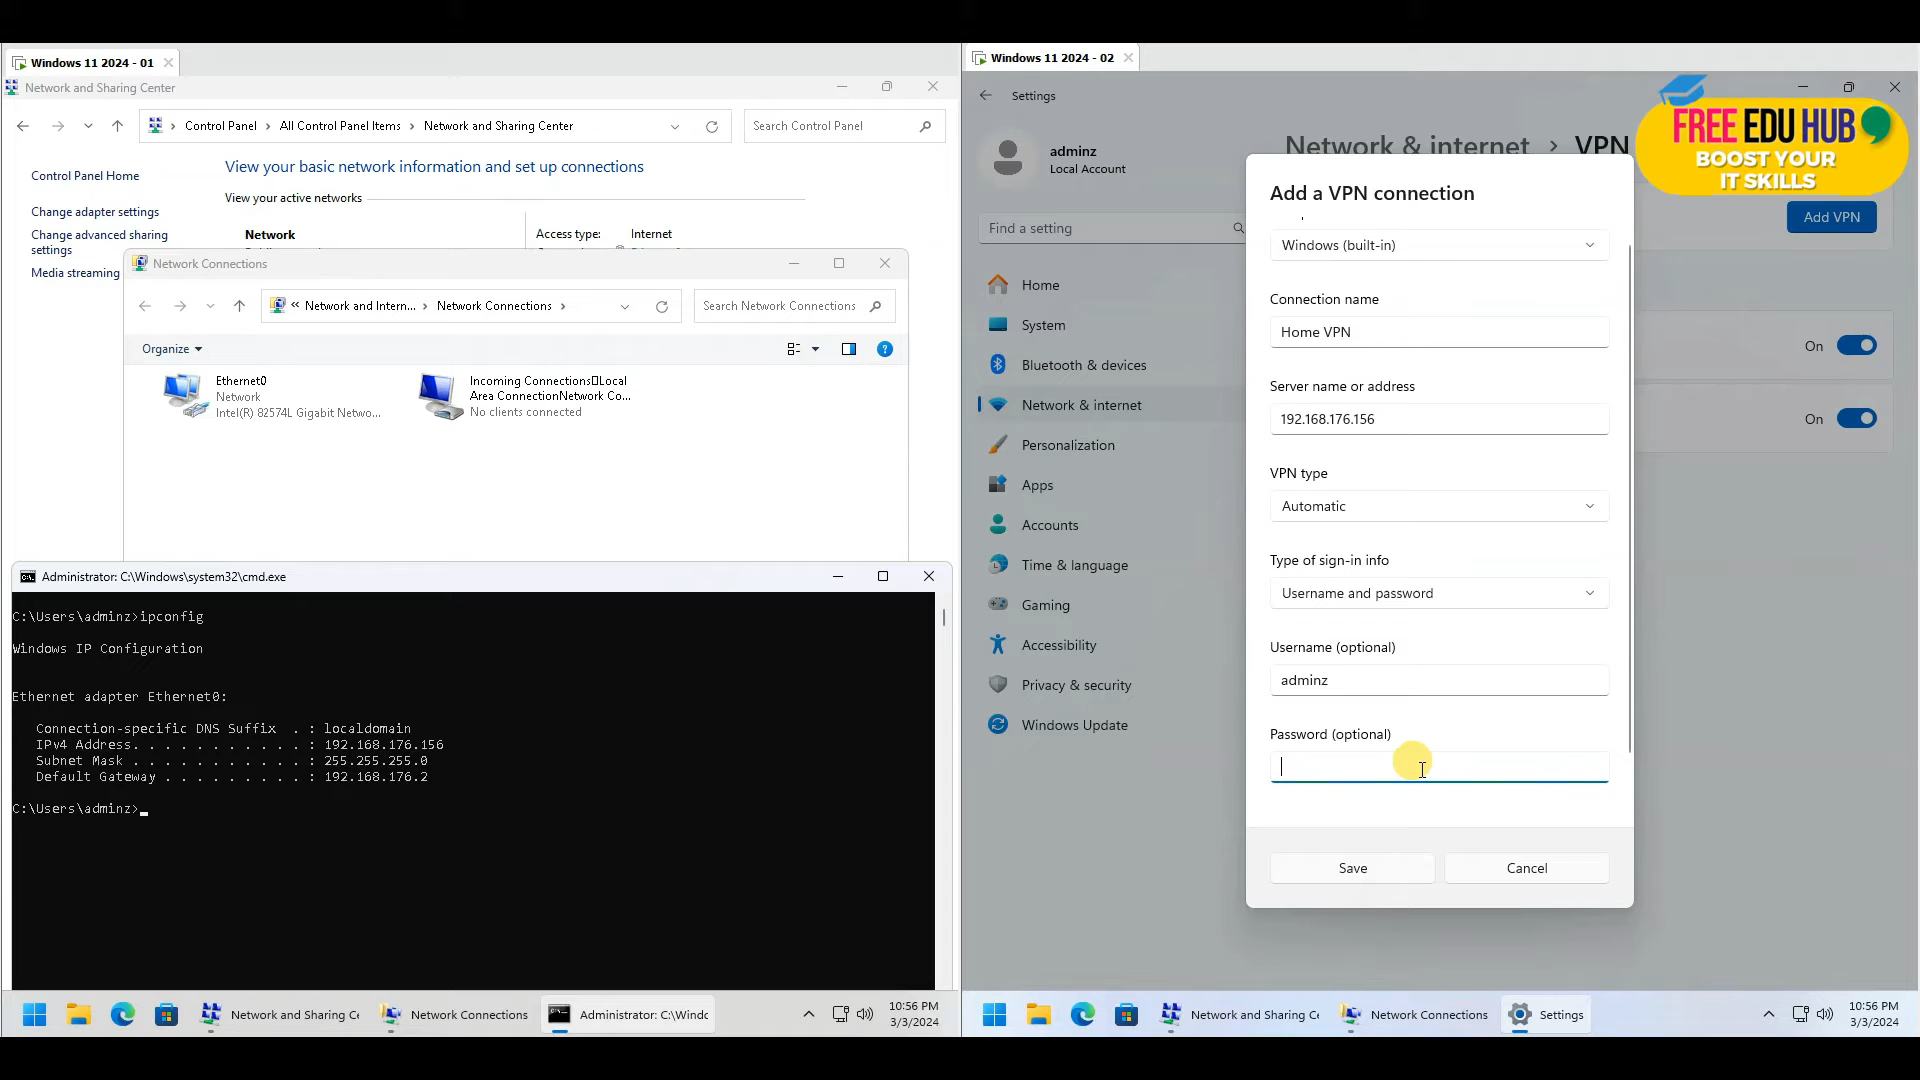 Windows 11 2024 - 01
Network and Sharing Center
Control Panel > All Control Panel Items > Network and Sharing Center
Search Control Panel
Control Panel Home
Change adapter settings
Change advanced sharing
settings
Media streaming
View your basic network information and set up connections
View your active networks
Network
Access type: Internet
Network Connections
« Network and Intern... > Network Connections >
Search Network Connections
Organize
Ethernet0
Network
Intel(R) 82574L Gigabit Netwo...
Incoming Connections▯Local
Area ConnectionNetwork Co...
No clients connected
Administrator: C:\Windows\system32\cmd.exe
C:\Users\adminz>ipconfig
Windows IP Configuration
Ethernet adapter Ethernet0:
Connection-specific DNS Suffix . : localdomain
IPv4 Address. . . . . . . . . . . : 192.168.176.156
Subnet Mask . . . . . . . . . . . : 255.255.255.0
Default Gateway . . . . . . . . . : 192.168.176.2
C:\Users\adminz>
Network and Sharing Ce
Network Connections
Administrator: C:\Windo
10:56 PM
3/3/2024
Windows 11 2024 - 02
Settings
adminz
Local Account
Find a setting
Home
System
Bluetooth & devices
Network & internet
Personalization
Apps
Accounts
Time & language
Gaming
Accessibility
Privacy & security
Windows Update
Network & internet > VPN
FREE EDU HUB
BOOST YOUR
IT SKILLS
Add VPN
On
On
Add a VPN connection
Windows (built-in)
Connection name
Home VPN
Server name or address
192.168.176.156
VPN type
Automatic
Type of sign-in info
Username and password
Username (optional)
adminz
Password (optional)
Save
Cancel
Network and Sharing Ce
Network Connections
Settings
10:56 PM
3/3/2024